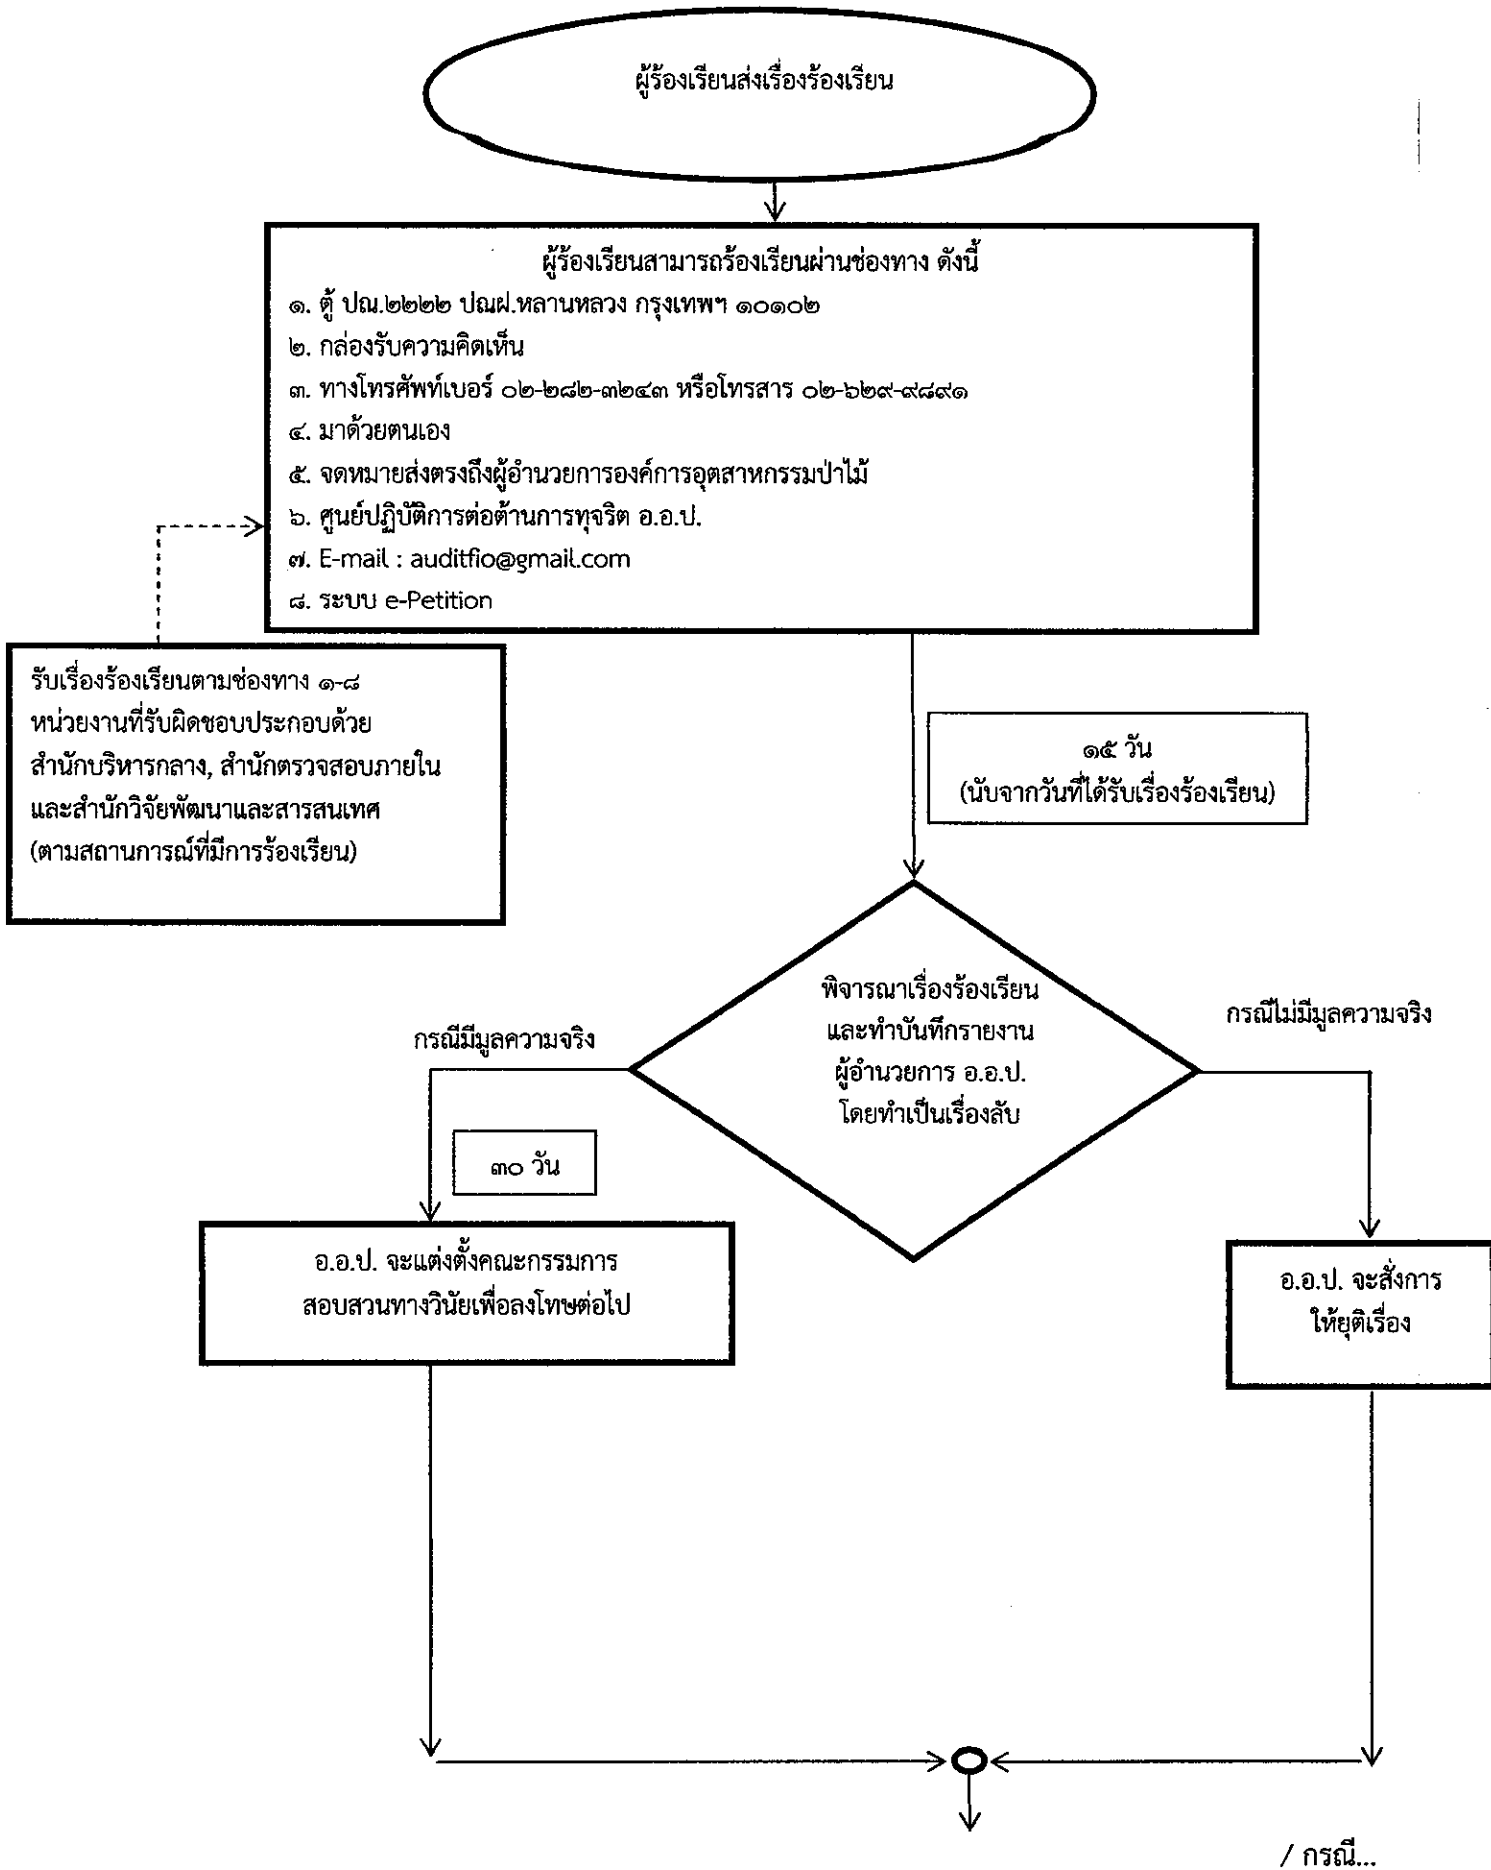 ผู้ร้องเรียนส่งเรื่องร้องเรียน
ผู้ร้องเรียนสามารถร้องเรียนผ่านช่องทาง ดังนี้
๑. ตู้ ปณ.๒๒๒๒ ปณฝ.หลานหลวง กรุงเทพฯ ๑๐๑๐๒
๒. กล่องรับความคิดเห็น
๓. ทางโทรศัพท์เบอร์ ๐๒-๒๘๒-๓๒๔๓ หรือโทรสาร ๐๒-๖๒๙-๙๘๙๑
๔. มาด้วยตนเอง
๕. จดหมายส่งตรงถึงผู้อำนวยการองค์การอุตสาหกรรมป่าไม้
๖. ศูนย์ปฏิบัติการต่อต้านการทุจริต อ.อ.ป.
๗. E-mail : auditfio@gmail.com
๘. ระบบ e-Petition
รับเรื่องร้องเรียนตามช่องทาง ๑-๘
หน่วยงานที่รับผิดชอบประกอบด้วย
สำนักบริหารกลาง, สำนักตรวจสอบภายใน
และสำนักวิจัยพัฒนาและสารสนเทศ
(ตามสถานการณ์ที่มีการร้องเรียน)
๑๕ วัน
(นับจากวันที่ได้รับเรื่องร้องเรียน)
พิจารณาเรื่องร้องเรียน
และทำบันทึกรายงาน
ผู้อำนวยการ อ.อ.ป.
โดยทำเป็นเรื่องลับ
กรณีมีมูลความจริง
กรณีไม่มีมูลความจริง
๓๐ วัน
อ.อ.ป. จะแต่งตั้งคณะกรรมการ
สอบสวนทางวินัยเพื่อลงโทษต่อไป
อ.อ.ป. จะสั่งการ
ให้ยุติเรื่อง
/ กรณี...